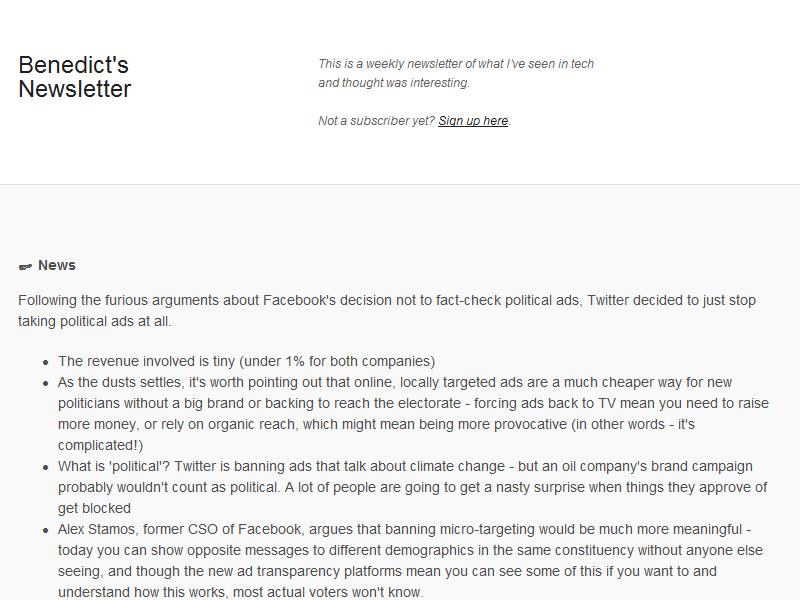 Benedict's
Newsletter
This is a weekly newsletter of what I've seen in tech
and thought was interesting.
Not a subscriber yet? Sign up here.
News
Following the furious arguments about Facebook's decision not to fact-check political ads, Twitter decided to just stop
taking political ads at all.
The revenue involved is tiny (under 1% for both companies)
As the dusts settles, it's worth pointing out that online, locally targeted ads are a much cheaper way for new
politicians without a big brand or backing to reach the electorate - forcing ads back to TV mean you need to raise
more money, or rely on organic reach, which might mean being more provocative (in other words - it's
complicated!)
What is 'political'? Twitter is banning ads that talk about climate change - but an oil company's brand campaign
probably wouldn't count as political. A lot of people are going to get a nasty surprise when things they approve of
get blocked
Alex Stamos, former CSO of Facebook, argues that banning micro-targeting would be much more meaningful -
today you can show opposite messages to different demographics in the same constituency without anyone else
seeing, and though the new ad transparency platforms mean you can see some of this if you want to and
understand how this works, most actual voters won't know.